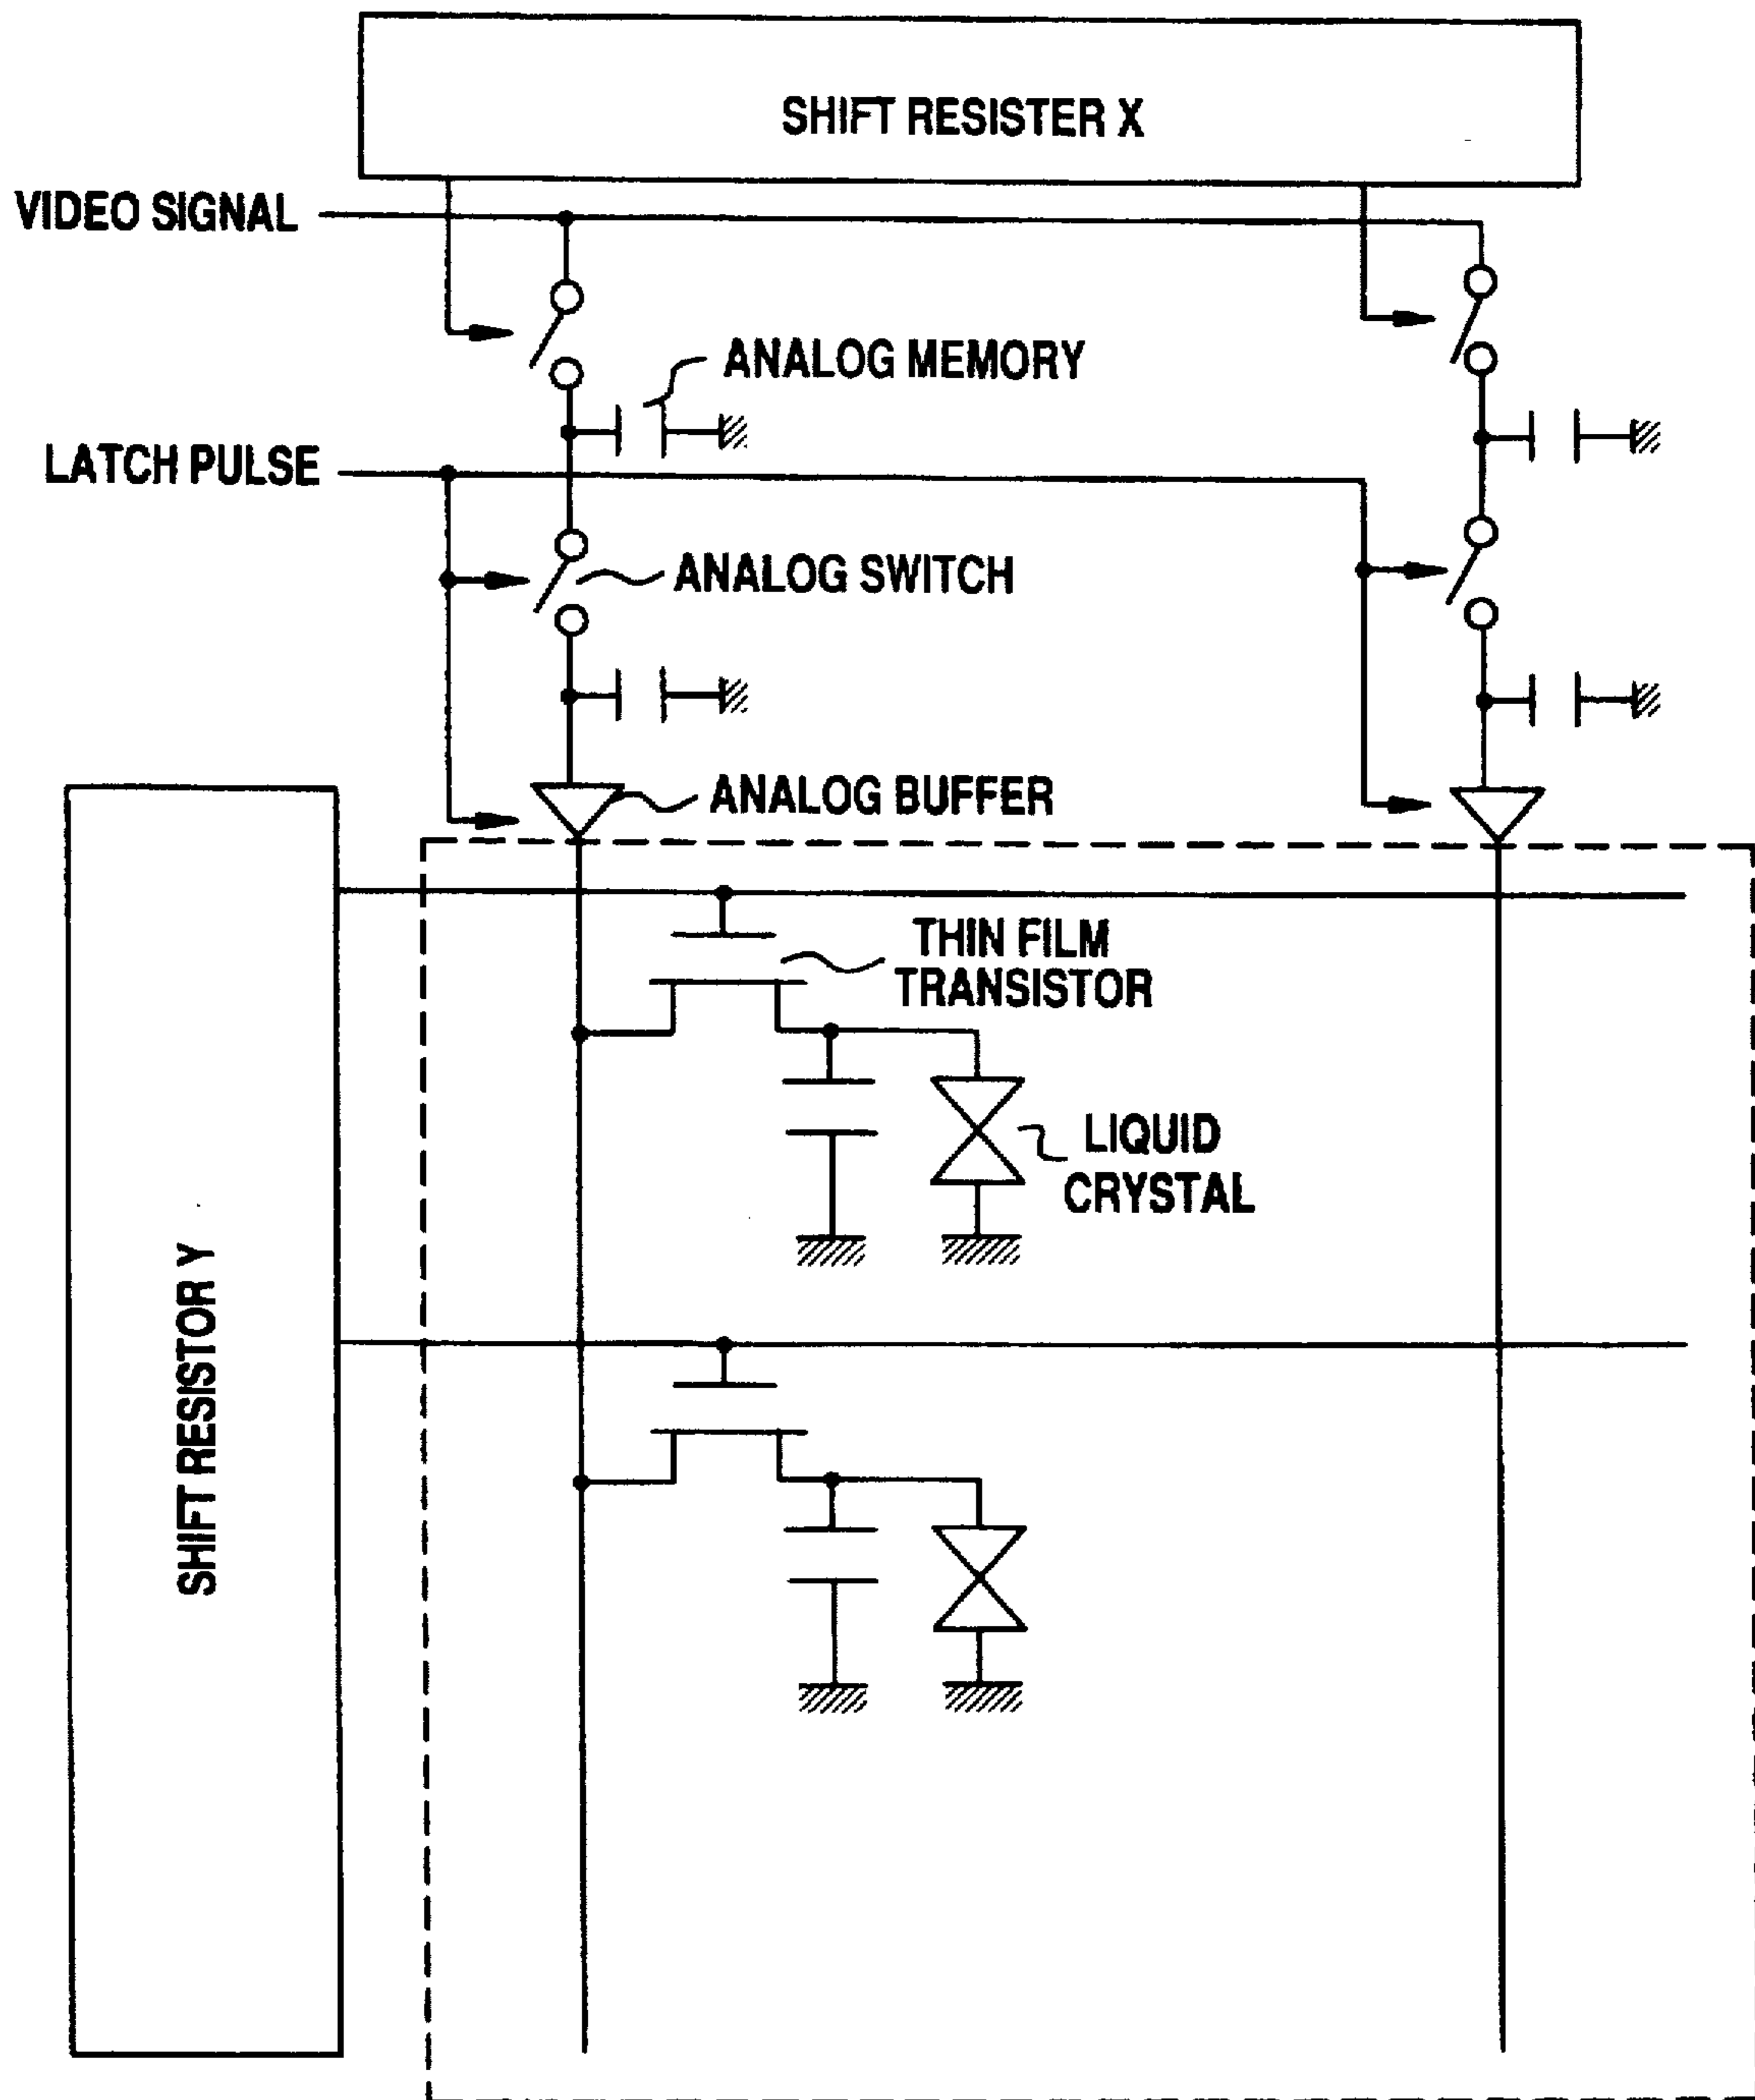 SHIFT RESISTER X
VIDEO SIGNAL
ANALOG MEMORY
LATCH PULSE
ANALOG SWITCH
ANALOG BUFFER
THIN FILM
TRANSISTOR
LIQUID
CRYSTAL
SHIFT RESISTOR Y